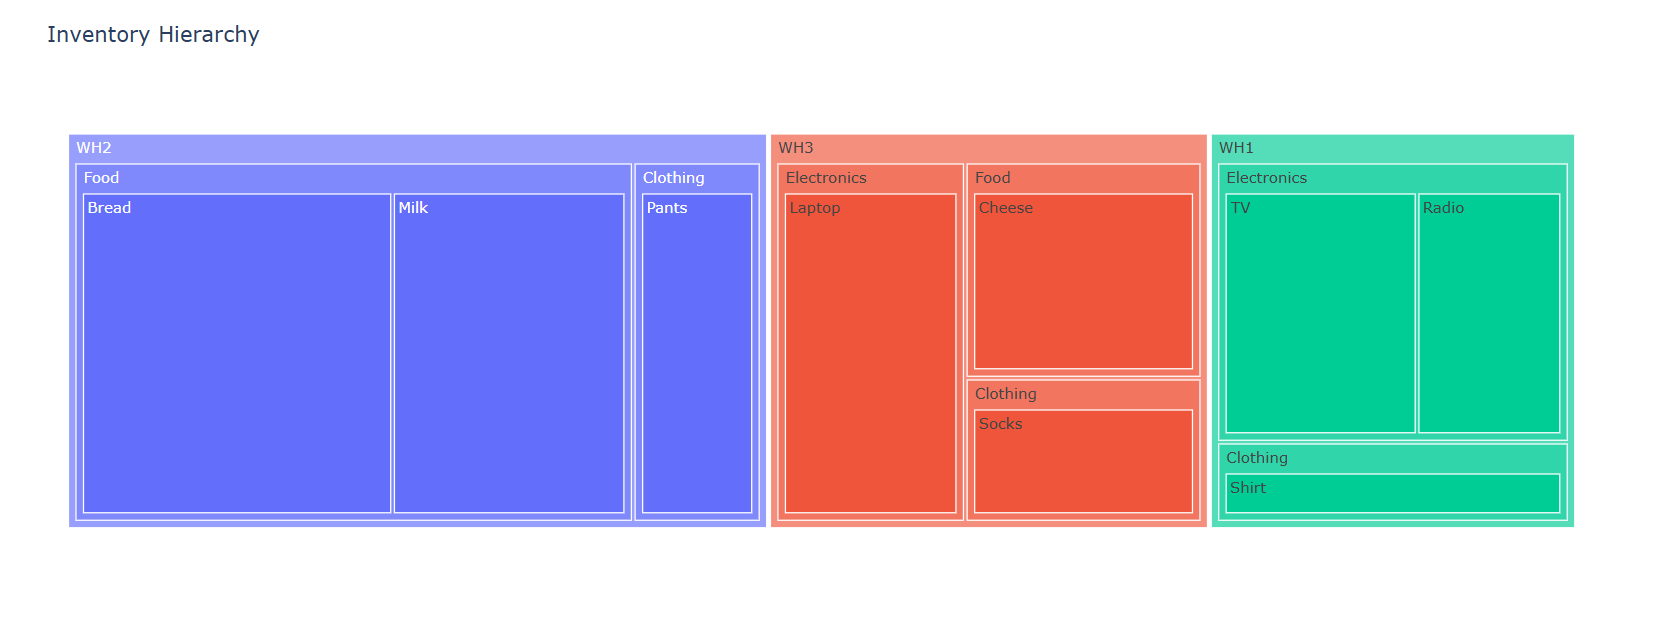 Inventory Hierarchy
WH2
Food
Bread
Milk
Clothing
Pants
WH3
Electronics
Laptop
Food
Cheese
Clothing
Socks
WH1
Electronics
TV
Radio
Clothing
Shirt